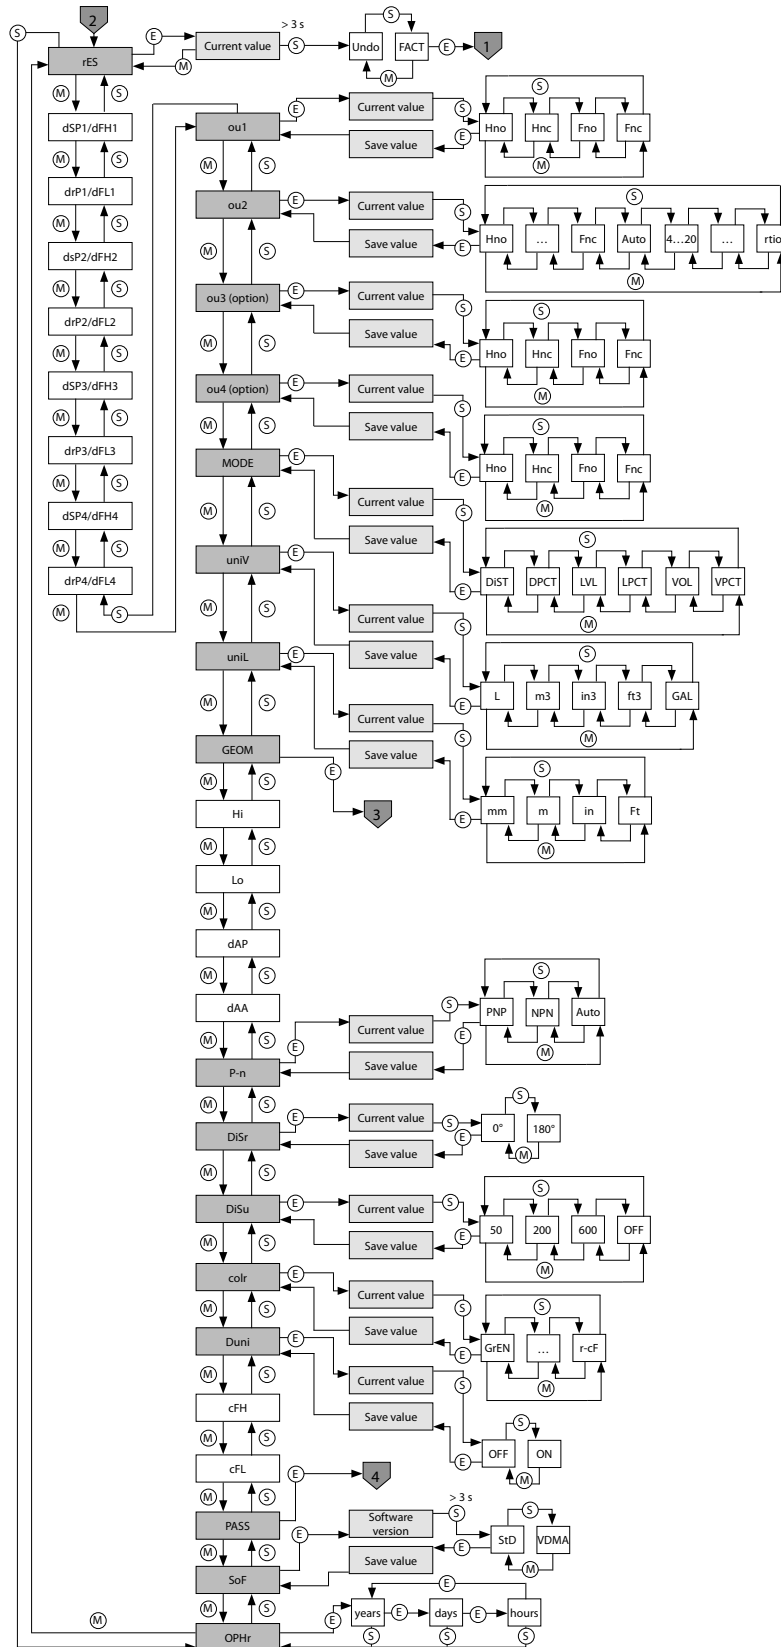 2
S
E
> 3 s
S
rES
Current value
S
Undo
FACT
E
1
M
M
M
S
dSP1/dFH1
M
S
drP1/dFL1
M
S
dsP2/dFH2
M
S
drP2/dFL2
M
S
dSP3/dFH3
M
S
drP3/dFL3
M
S
dSP4/dFH4
M
S
drP4/dFL4
M
S
ou1
E
Current value
Save value
S
E
S
Hno
Hnc
Fno
Fnc
M
M
S
ou2
E
Current value
Save value
S
E
S
Hno
...
Fnc
Auto
4...20
...
rtio
M
M
S
ou3 (option)
E
Current value
Save value
S
E
S
Hno
Hnc
Fno
Fnc
M
M
S
ou4 (option)
E
Current value
Save value
S
E
S
Hno
Hnc
Fno
Fnc
M
M
S
MODE
E
Current value
Save value
S
E
S
DiST
DPCT
LVL
LPCT
VOL
VPCT
M
M
S
uniV
E
Current value
Save value
S
E
S
L
m3
in3
ft3
GAL
M
M
S
uniL
E
Current value
Save value
S
E
S
mm
m
in
Ft
M
M
S
GEOM
E
3
M
S
Hi
M
S
Lo
M
S
dAP
M
S
dAA
M
S
P-n
E
Current value
Save value
S
E
S
PNP
NPN
Auto
M
M
S
DiSr
E
Current value
Save value
S
E
S
0°
180°
M
M
S
DiSu
E
Current value
Save value
S
E
S
50
200
600
OFF
M
M
S
colr
E
Current value
Save value
S
E
S
GrEN
...
r-cF
M
M
S
Duni
E
Current value
Save value
S
E
S
OFF
ON
M
M
S
cFH
M
S
cFL
M
S
PASS
E
4
M
S
SoF
E
Software
version
Save value
> 3 s
S
E
S
StD
VDMA
M
M
S
OPHr
M
E
E
years
E
days
E
hours
S
S
S